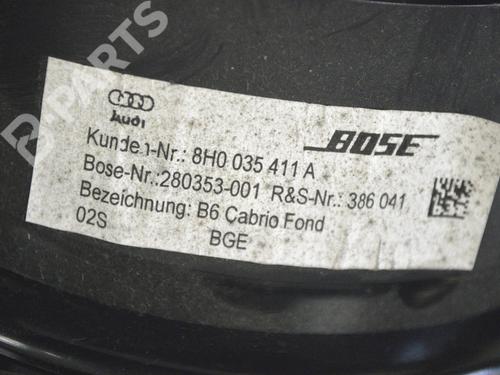 B PARTS
Audi
BOSE
Kunden-Nr.: 8H0 035 411 A
Bose-Nr.:280353-001 R&S-Nr.: 386 041
Bezeichnung: B6 Cabrio Fond
02S
BGE